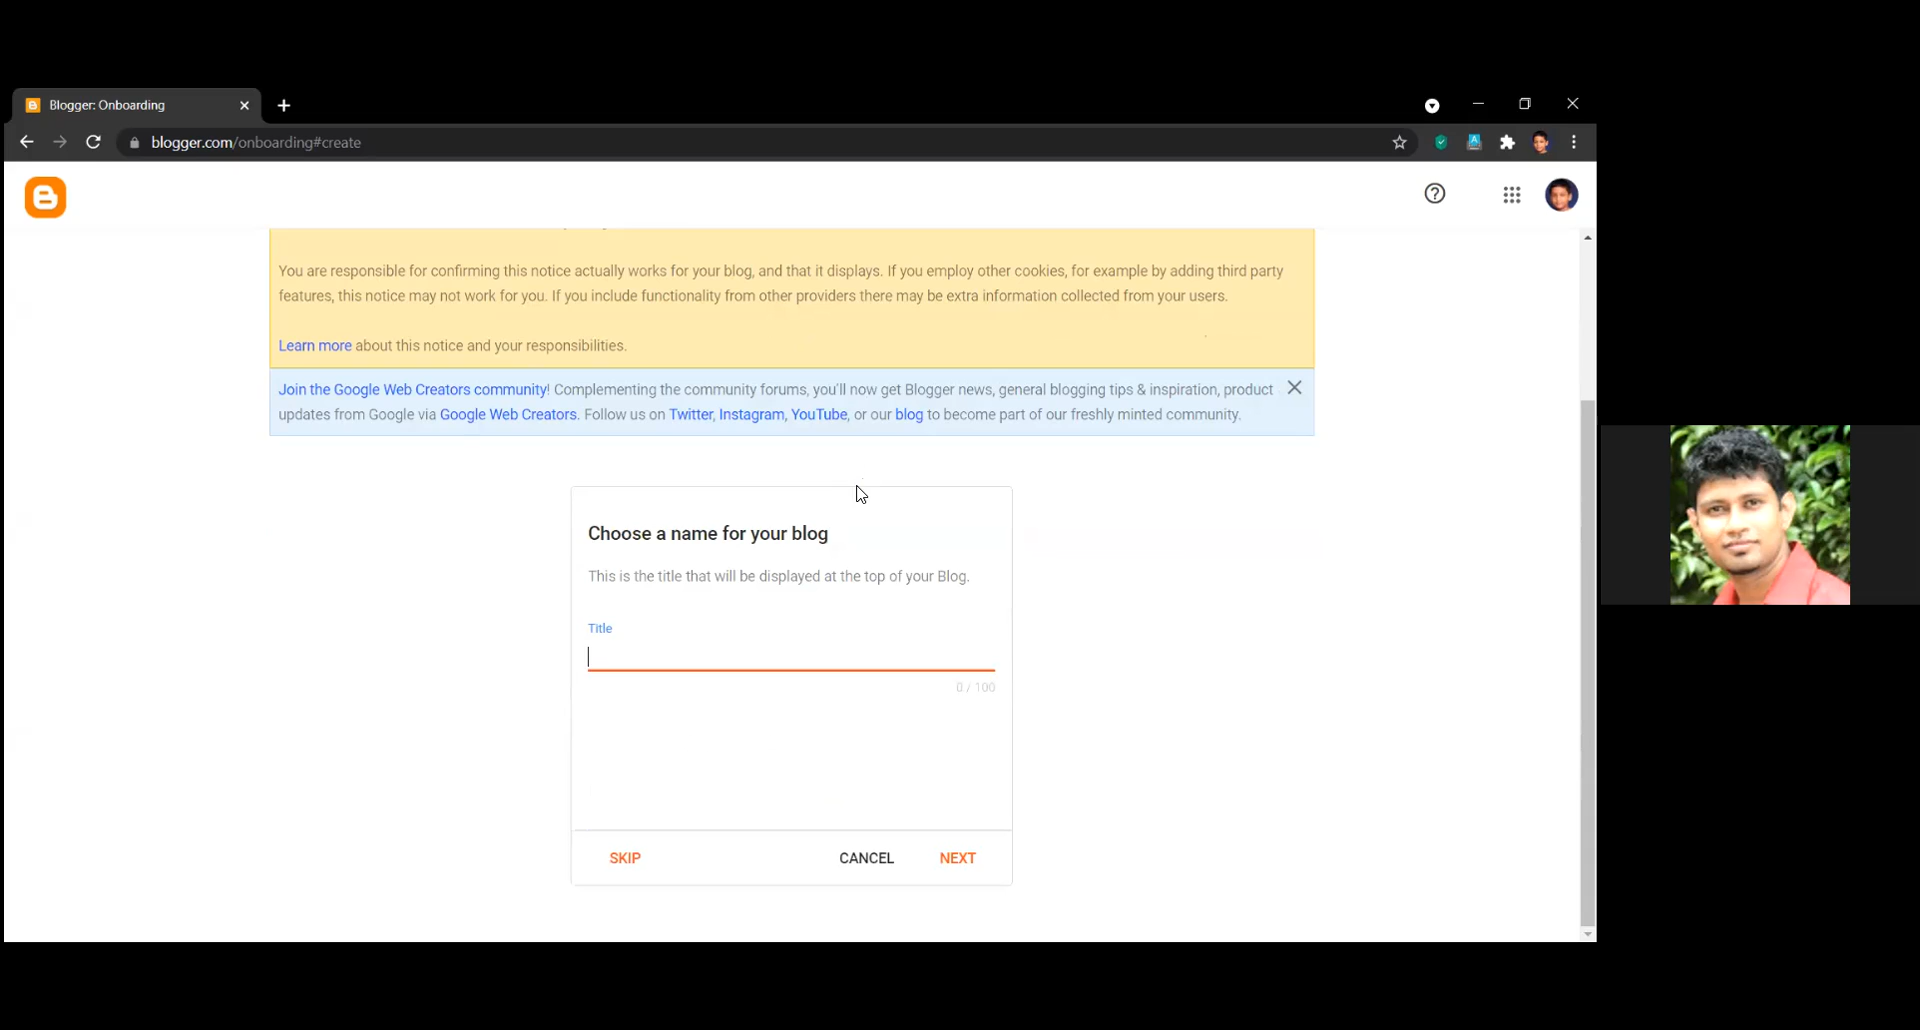 Blogger: Onboarding
blogger.com/onboarding#create
You are responsible for confirming this notice actually works for your blog, and that it displays. If you employ other cookies, for example by adding third party
features, this notice may not work for you. If you include functionality from other providers there may be extra information collected from your users.
Learn more about this notice and your responsibilities.
Join the Google Web Creators community! Complementing the community forums, you'll now get Blogger news, general blogging tips & inspiration, product
updates from Google via Google Web Creators. Follow us on Twitter, Instagram, YouTube, or our blog to become part of our freshly minted community.
Choose a name for your blog
This is the title that will be displayed at the top of your Blog.
Title
0 / 100
SKIP CANCEL NEXT